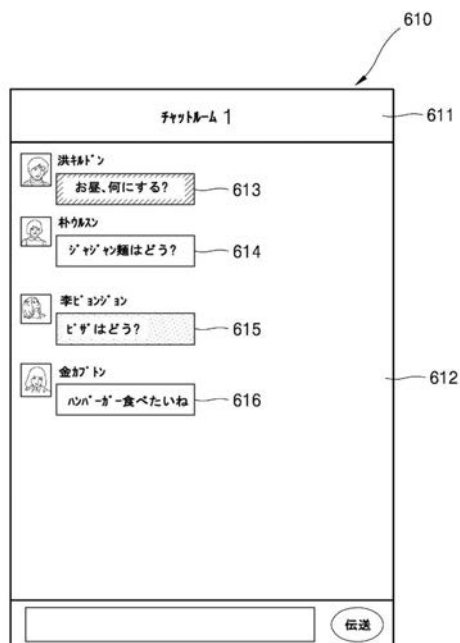 610
チャットルーム 1
611
洪キルドン
お昼、何にする?
613
朴ウルスン
ジャジャン麺はどう?
614
李ビョンジョン
ピザはどう?
615
612
金カプトン
ハンバーガー食べたいね
616
伝送